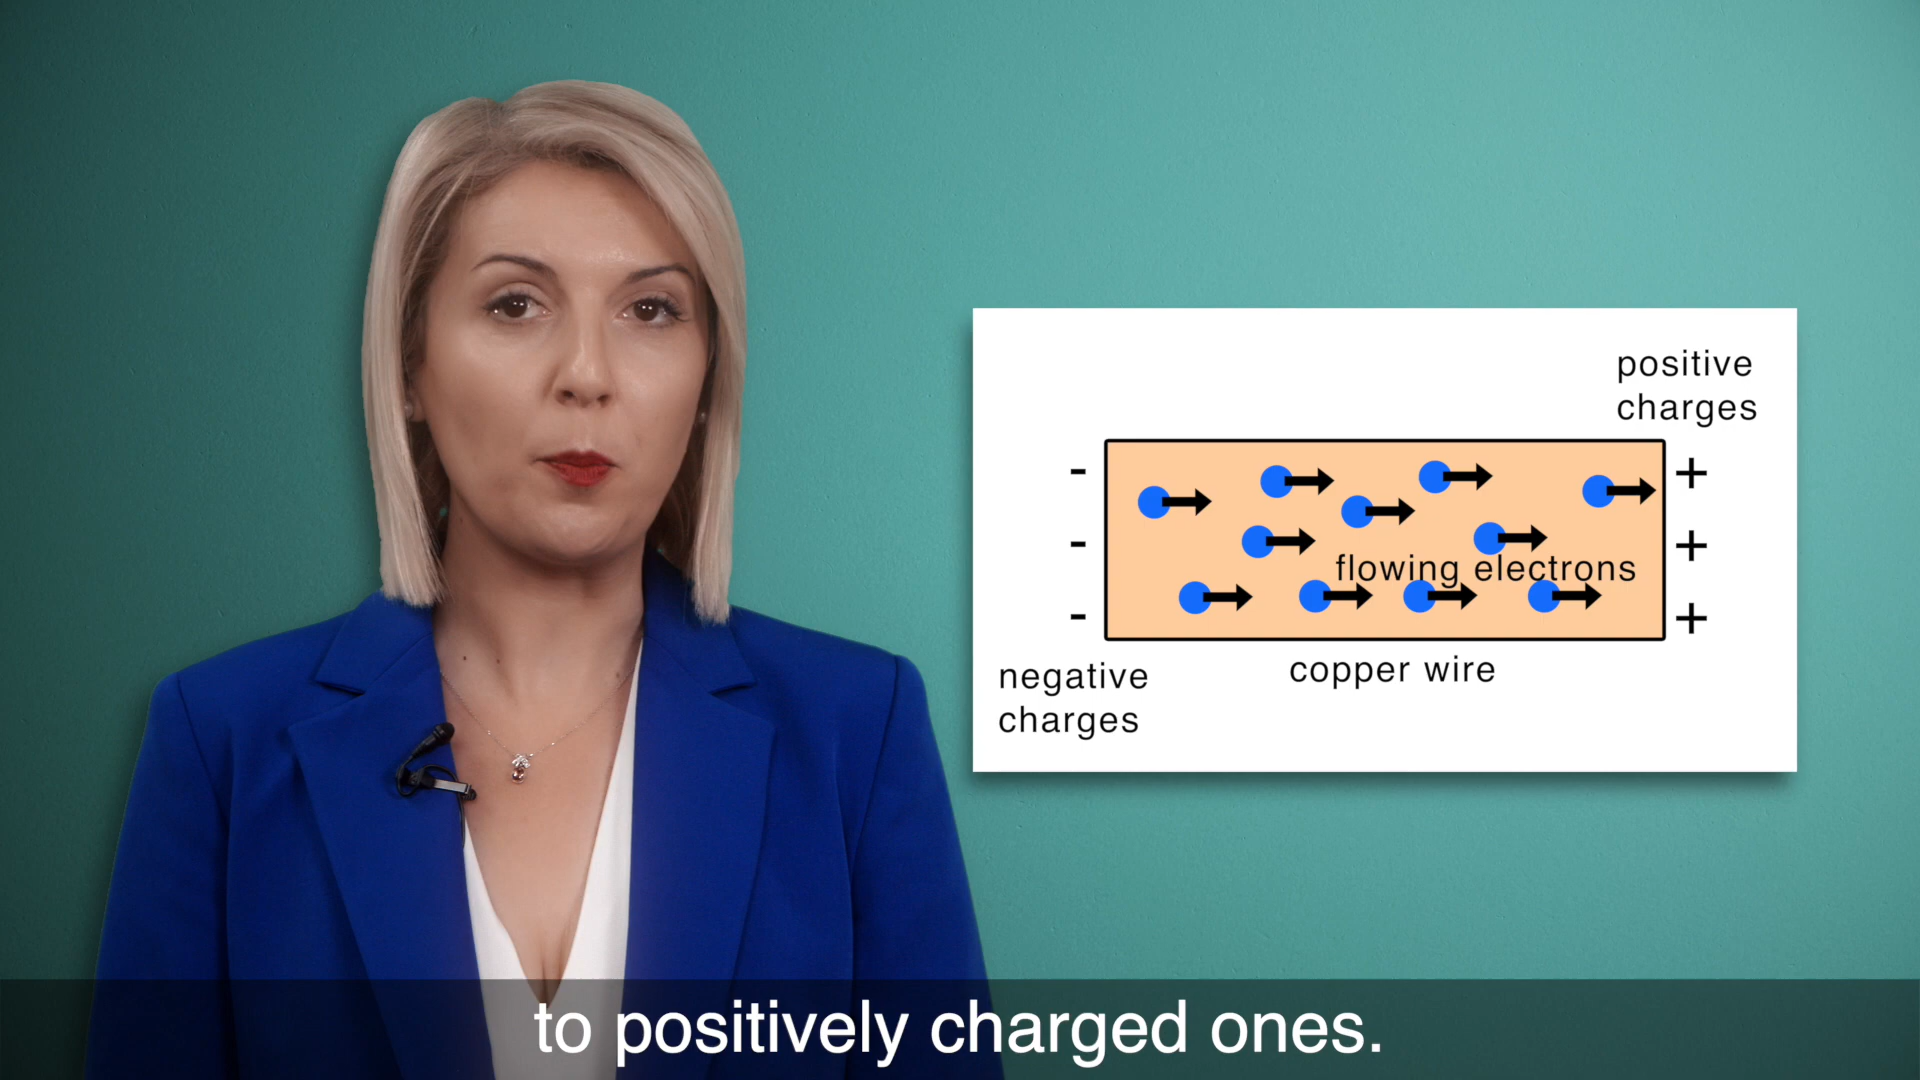 positive
charges
- +
- +
flowing electrons
- +
negative
charges
copper wire
to positively charged ones.